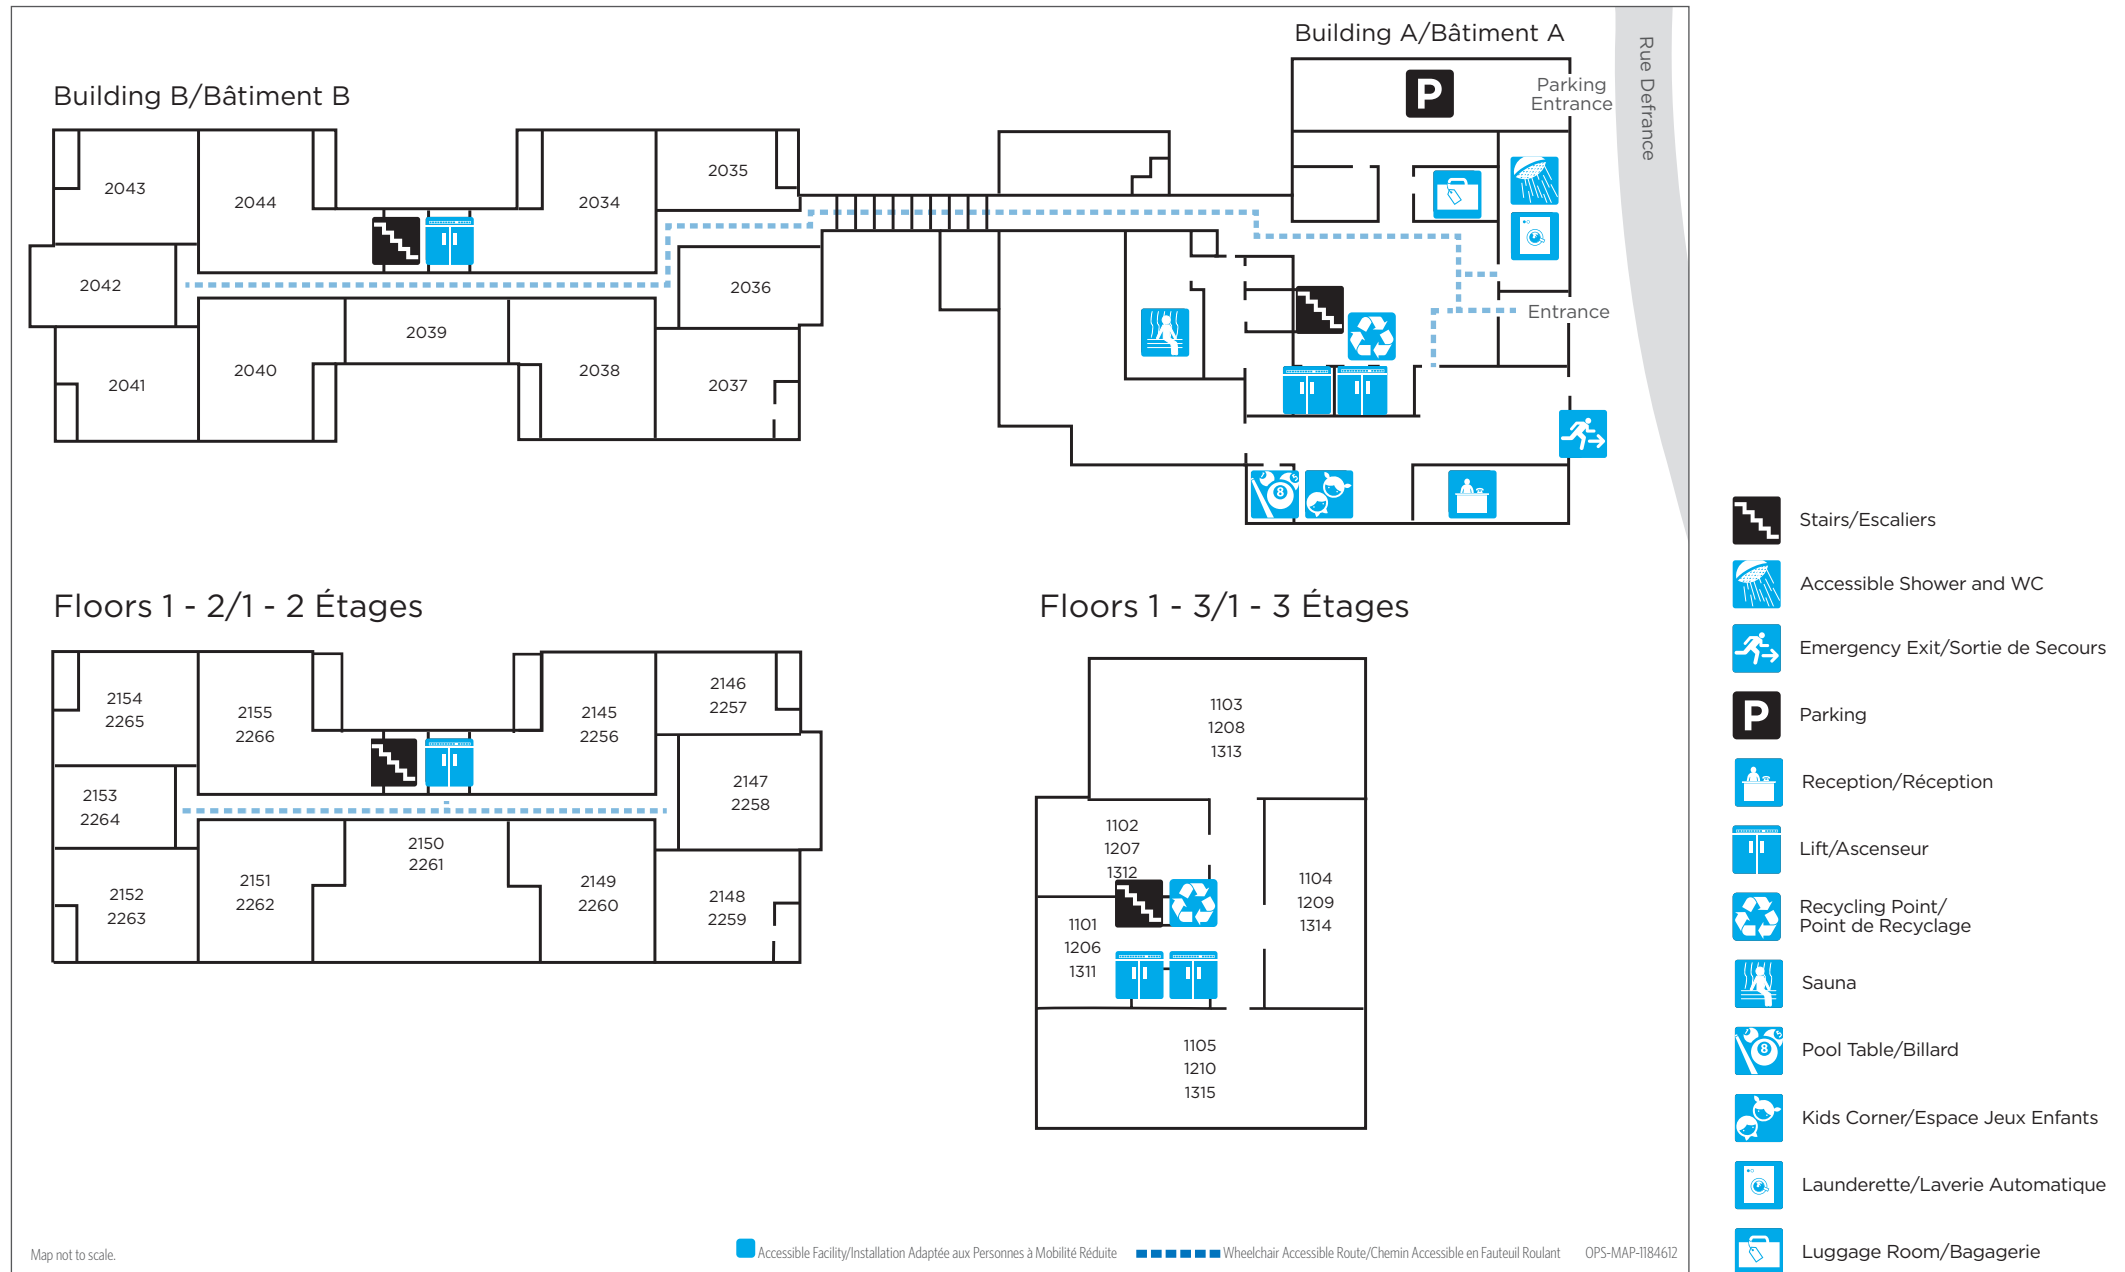 Building A/Bâtiment A
Rue Defrance
Parking
Entrance
P
Building B/Bâtiment B
2043
2044
2034
2035
2042
2036
2039
2041
2040
2038
2037
Entrance
8
Floors 1 - 2/1 - 2 Étages
2154
2265
2155
2266
2145
2256
2146
2257
2153
2264
2147
2258
2150
2261
2152
2263
2151
2262
2149
2260
2148
2259
Floors 1 - 3/1 - 3 Étages
1103
1208
1313
1102
1207
1312
1104
1209
1314
1101
1206
1311
1105
1210
1315
Stairs/Escaliers
Accessible Shower and WC
Emergency Exit/Sortie de Secours
P
Parking
Reception/Réception
Lift/Ascenseur
Recycling Point/
Point de Recyclage
Sauna
8
Pool Table/Billard
Kids Corner/Espace Jeux Enfants
Launderette/Laverie Automatique
Luggage Room/Bagagerie
Map not to scale.
Accessible Facility/Installation Adaptée aux Personnes à Mobilité Réduite
Wheelchair Accessible Route/Chemin Accessible en Fauteuil Roulant
OPS-MAP-1184612